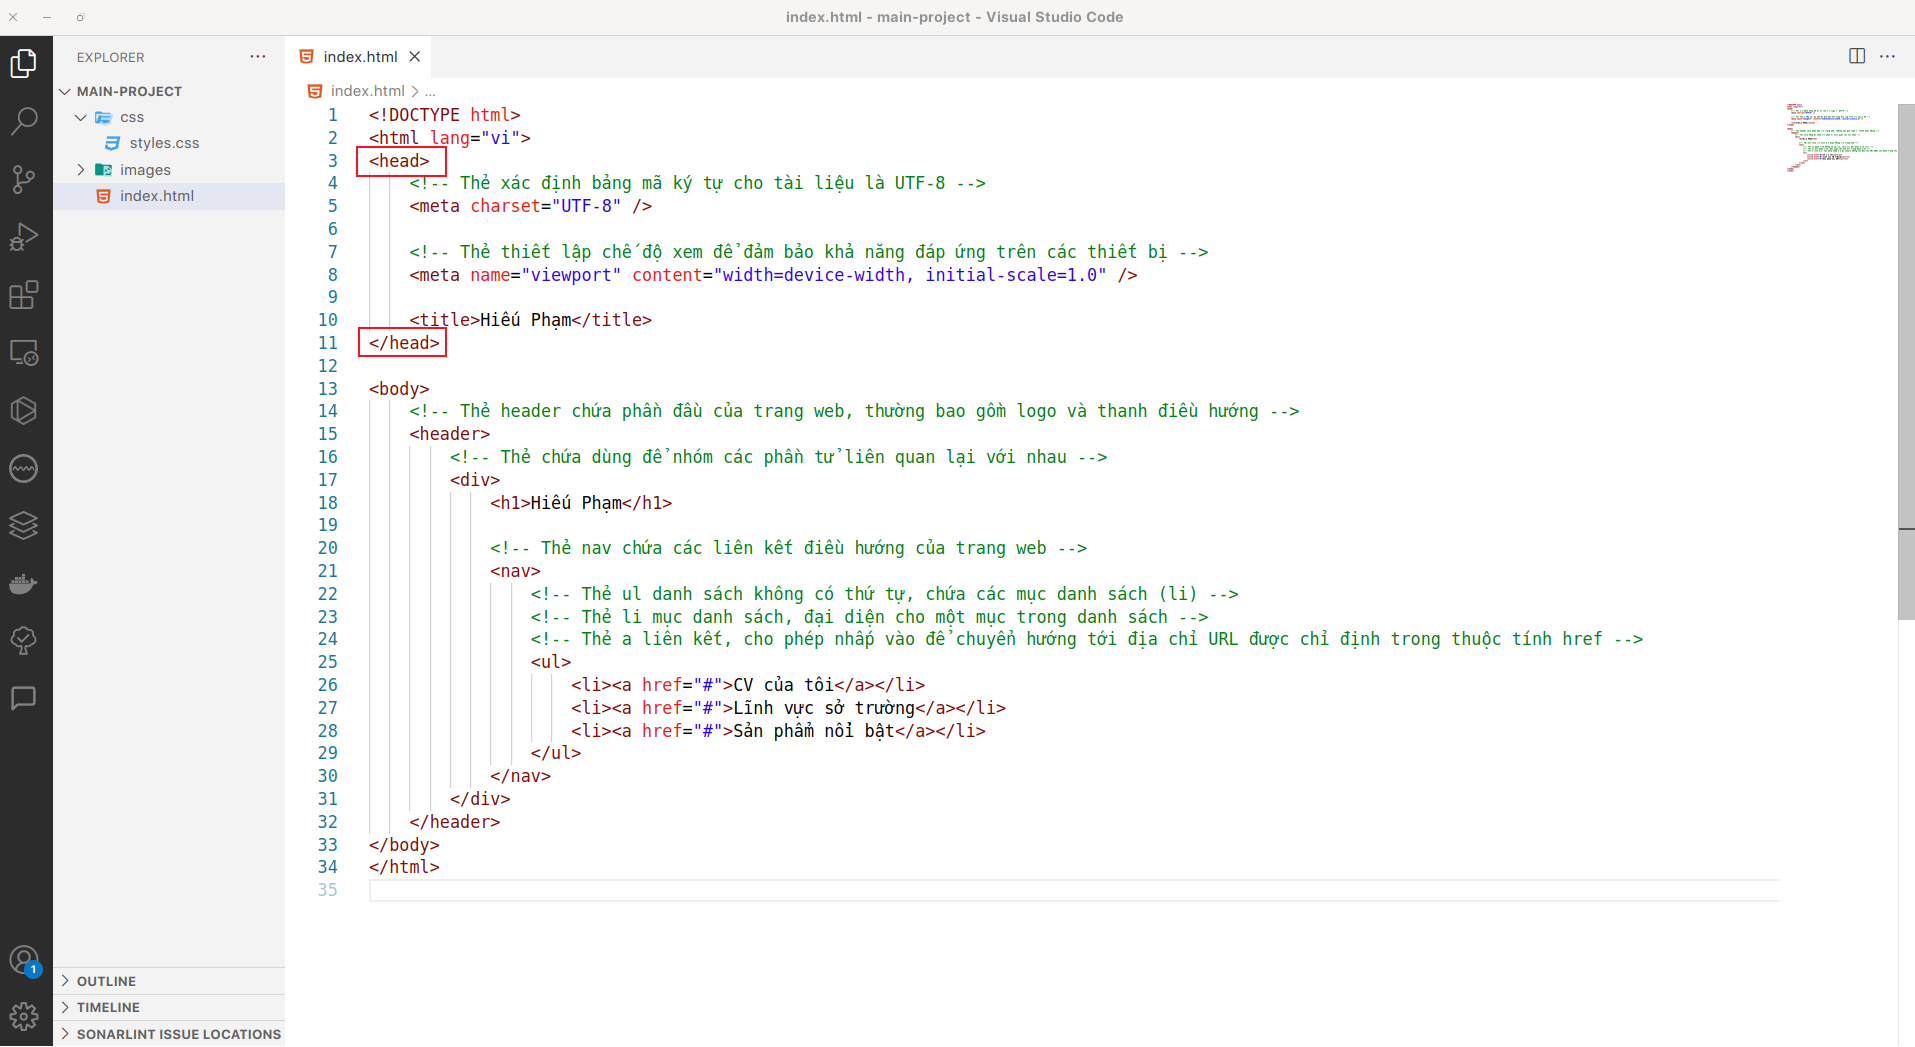 index.html - main-project - Visual Studio Code
EXPLORER
MAIN-PROJECT
css
styles.css
images
index.html
1
OUTLINE
TIMELINE
SONARLINT ISSUE LOCATIONS
index.html
index.html > ...
1 <!DOCTYPE html>
2 <html lang="vi">
3 <head>
4 <!-- Thẻ xác định bảng mã ký tự cho tài liệu là UTF-8 -->
5 <meta charset="UTF-8" />
6
7 <!-- Thẻ thiết lập chế độ xem để đảm bảo khả năng đáp ứng trên các thiết bị -->
8 <meta name="viewport" content="width=device-width, initial-scale=1.0" />
9
10 <title>Hiếu Phạm</title>
11 </head>
12
13 <body>
14 <!-- Thẻ header chứa phần đầu của trang web, thường bao gồm logo và thanh điều hướng -->
15 <header>
16 <!-- Thẻ chứa dùng để nhóm các phần tử liên quan lại với nhau -->
17 <div>
18 <h1>Hiếu Phạm</h1>
19
20 <!-- Thẻ nav chứa các liên kết điều hướng của trang web -->
21 <nav>
22 <!-- Thẻ ul danh sách không có thứ tự, chứa các mục danh sách (li) -->
23 <!-- Thẻ li mục danh sách, đại diện cho một mục trong danh sách -->
24 <!-- Thẻ a liên kết, cho phép nhấp vào để chuyển hướng tới địa chỉ URL được chỉ định trong thuộc tính href -->
25 <ul>
26 <li><a href="#">CV của tôi</a></li>
27 <li><a href="#">Lĩnh vực sở trường</a></li>
28 <li><a href="#">Sản phẩm nổi bật</a></li>
29 </ul>
30 </nav>
31 </div>
32 </header>
33 </body>
34 </html>
35